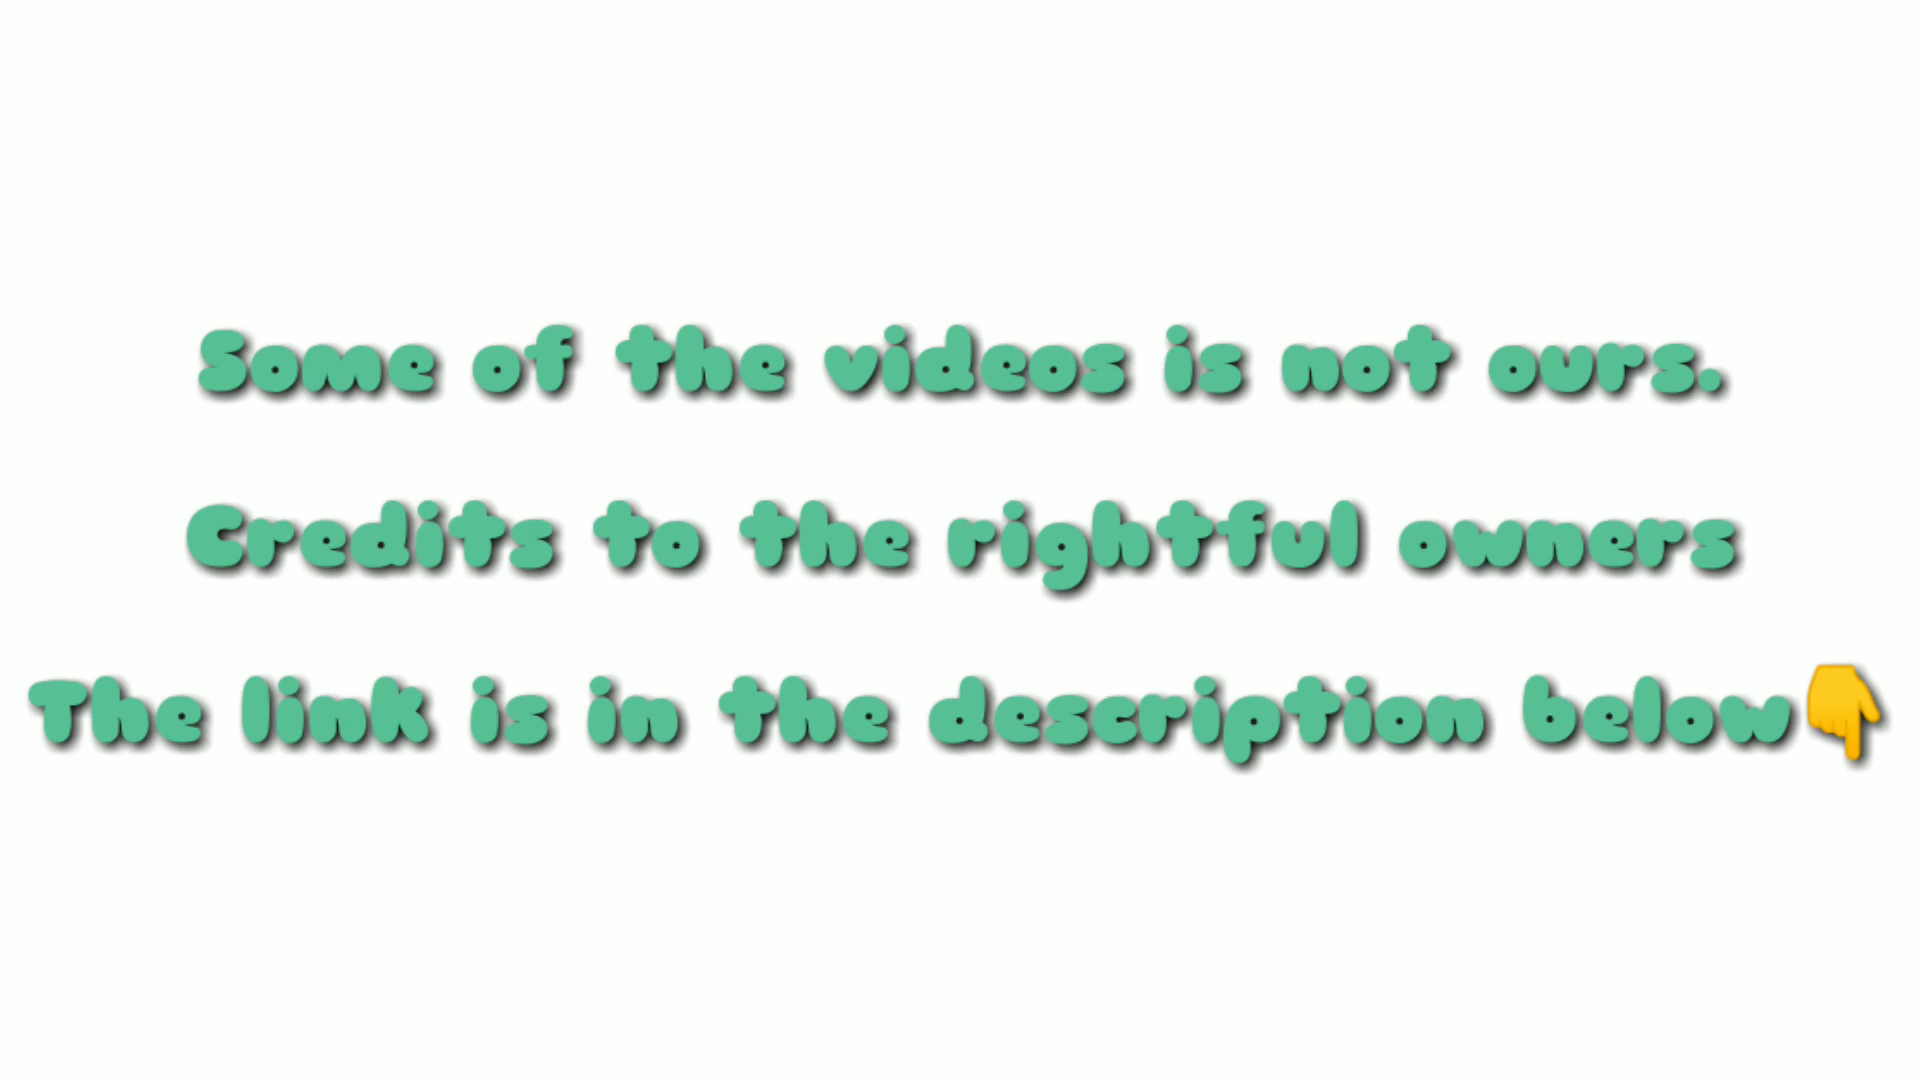 Some of the videos is not ours.
Credits to the rightful owners
The link is in the description below👇